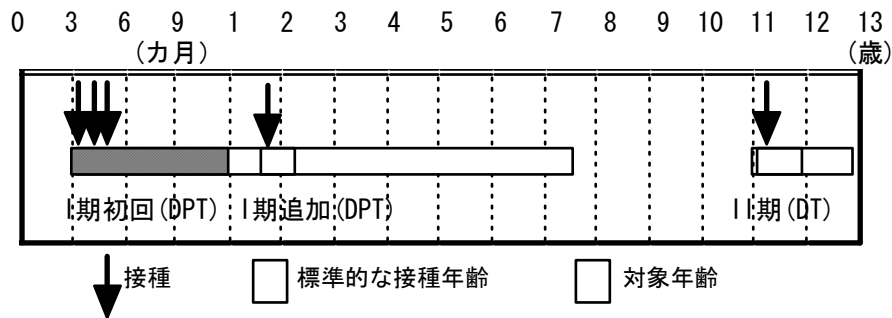 0 3 6 9 1 2 3 4 5 6 7 8 9 10 11 12 13
(カ月) (歳)
I期初回(DPT) I期追加(DPT) II期(DT)
接種 標準的な接種年齢 対象年齢